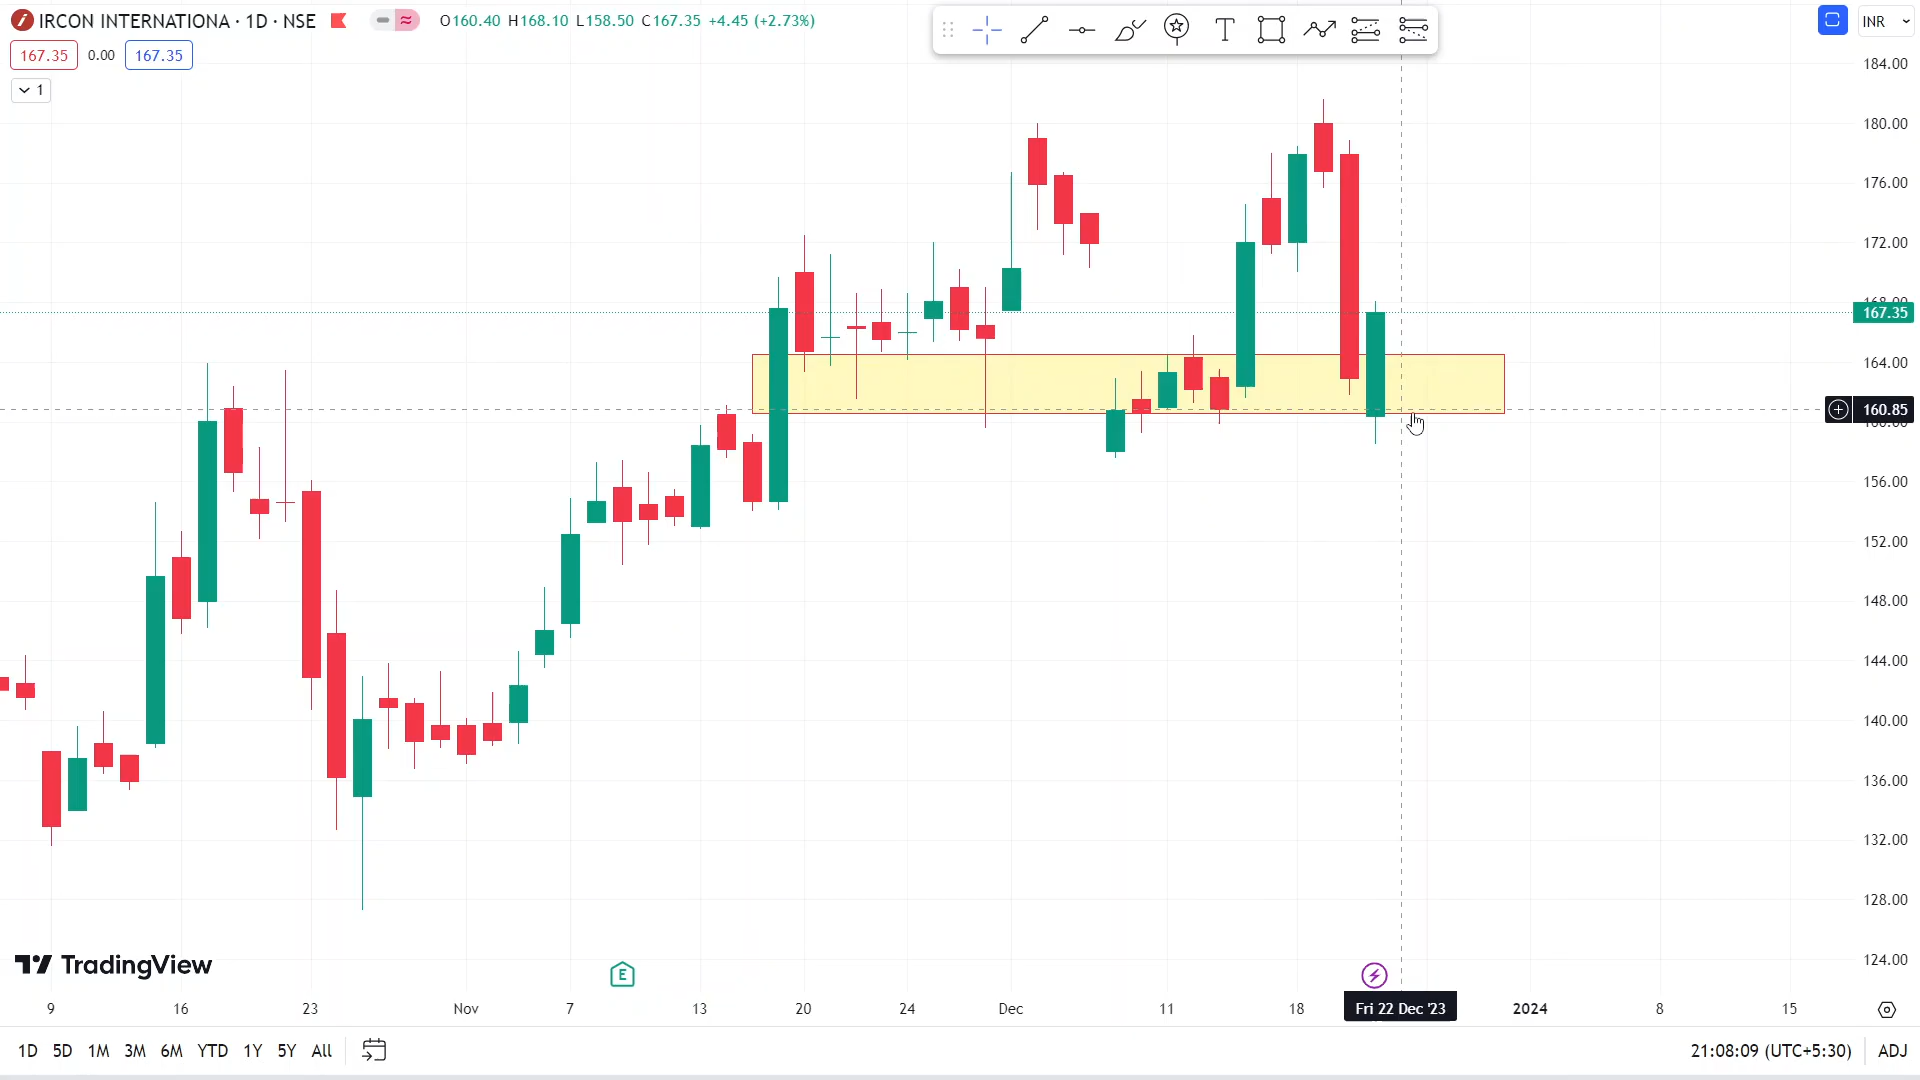 IRCON INTERNATIONA · 1D · NSE O160.40 H168.10 L158.50 C167.35 +4.45 (+2.73%)
INR
167.35 0.00 167.35
1
184.00
180.00
176.00
172.00
168.00
167.35
164.00
160.85
160.00
156.00
152.00
148.00
144.00
140.00
136.00
132.00
128.00
124.00
TradingView
E
9 16 23 Nov 7 13 20 24 Dec 11 18 Fri 22 Dec '23 2024 8 15
1D 5D 1M 3M 6M YTD 1Y 5Y All 21:08:09 (UTC+5:30) ADJ